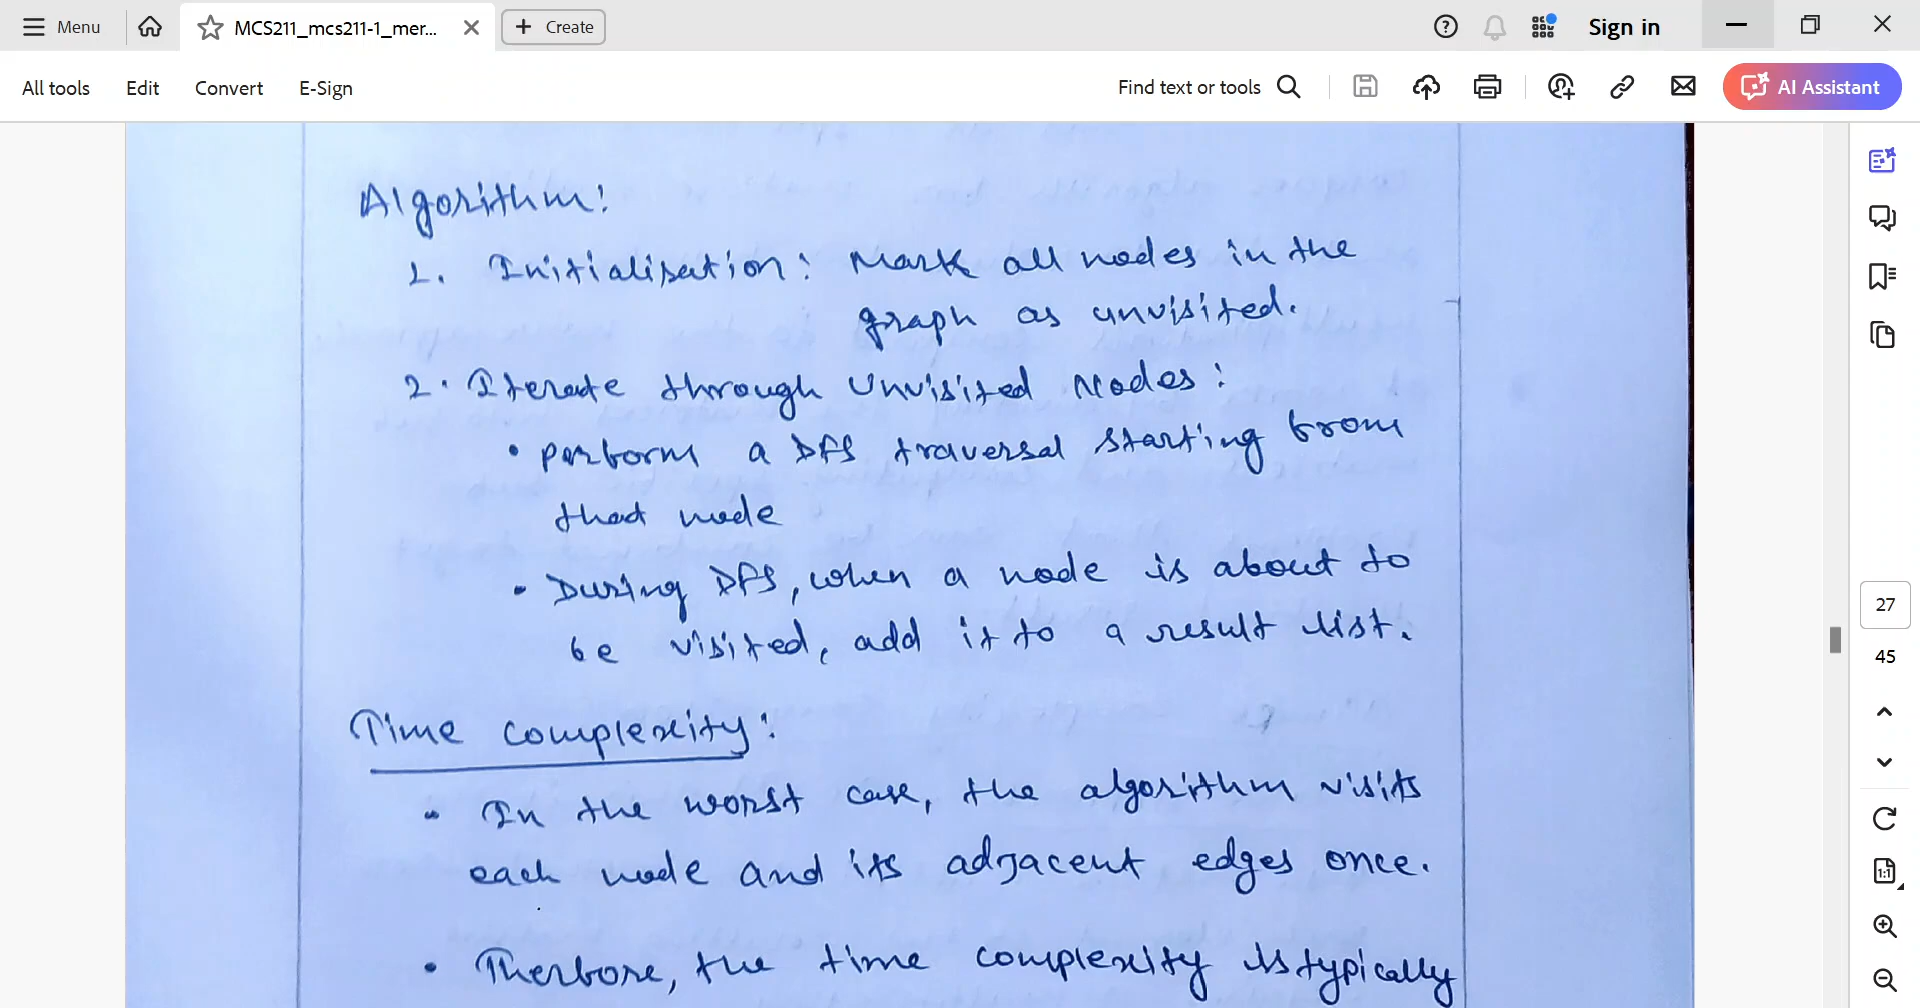 Menu
MCS211_mcs211-1_mer...
Create
Sign in
All tools
Edit
Convert
E-Sign
Find text or tools
AI Assistant
Algorithm:
1. Initialisation: Mark all nodes in the
graph as unvisited.
2. Iterate through Unvisited Nodes:
• perform a DFS traversal starting from
that node
• During DFS, when a node is about to
be visited, add it to a result list.
Time complexity:
• In the worst case, the algorithm visits
each node and its adjacent edges once.
• Therfore, the time complexity is typically
27
45
1:1